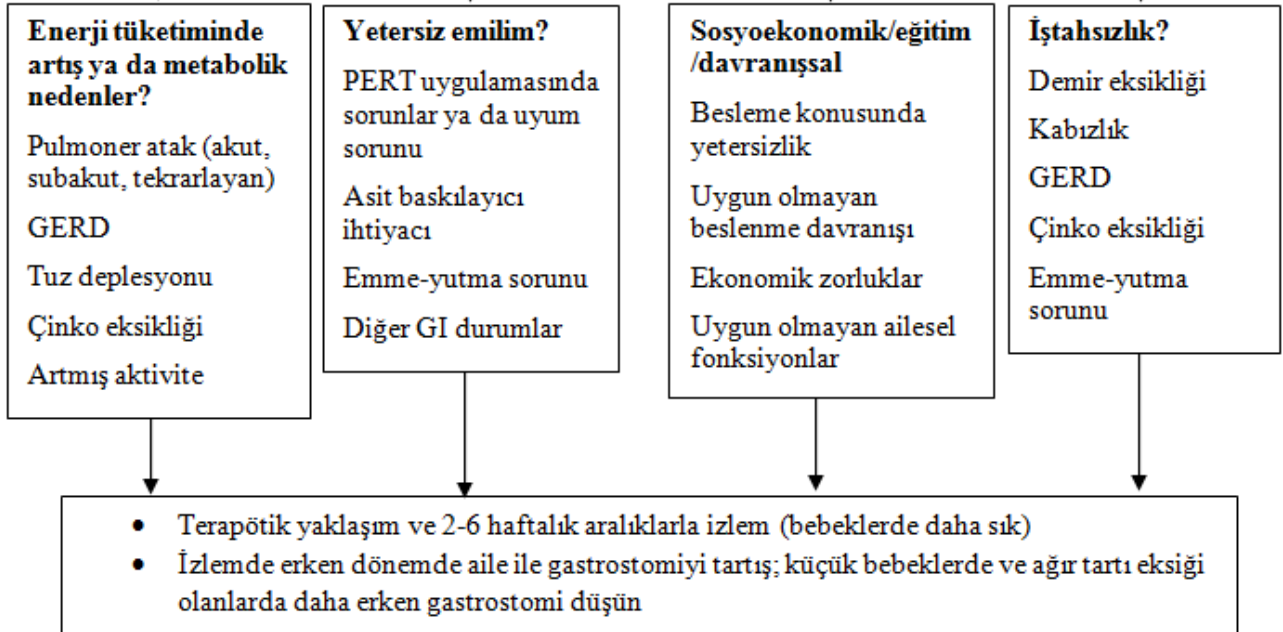 Enerji tüketiminde
artış ya da metabolik
nedenler?
Pulmoner atak (akut,
subakut, tekrarlayan)
GERD
Tuz deplesyonu
Çinko eksikliği
Artmış aktivite
Yetersiz emilim?
PERT uygulamasında
sorunlar ya da uyum
sorunu
Asit baskılayıcı
ihtiyacı
Emme-yutma sorunu
Diğer GI durumlar
Sosyoekonomik/eğitim
/davranışsal
Besleme konusunda
yetersizlik
Uygun olmayan
beslenme davranışı
Ekonomik zorluklar
Uygun olmayan ailesel
fonksiyonlar
İştahsızlık?
Demir eksikliği
Kabızlık
GERD
Çinko eksikliği
Emme-yutma
sorunu
• Terapötik yaklaşım ve 2-6 haftalık aralıklarla izlem (bebeklerde daha sık)
• İzlemde erken dönemde aile ile gastrostomiyi tartış; küçük bebeklerde ve ağır tartı eksiği
olanlarda daha erken gastrostomi düşün